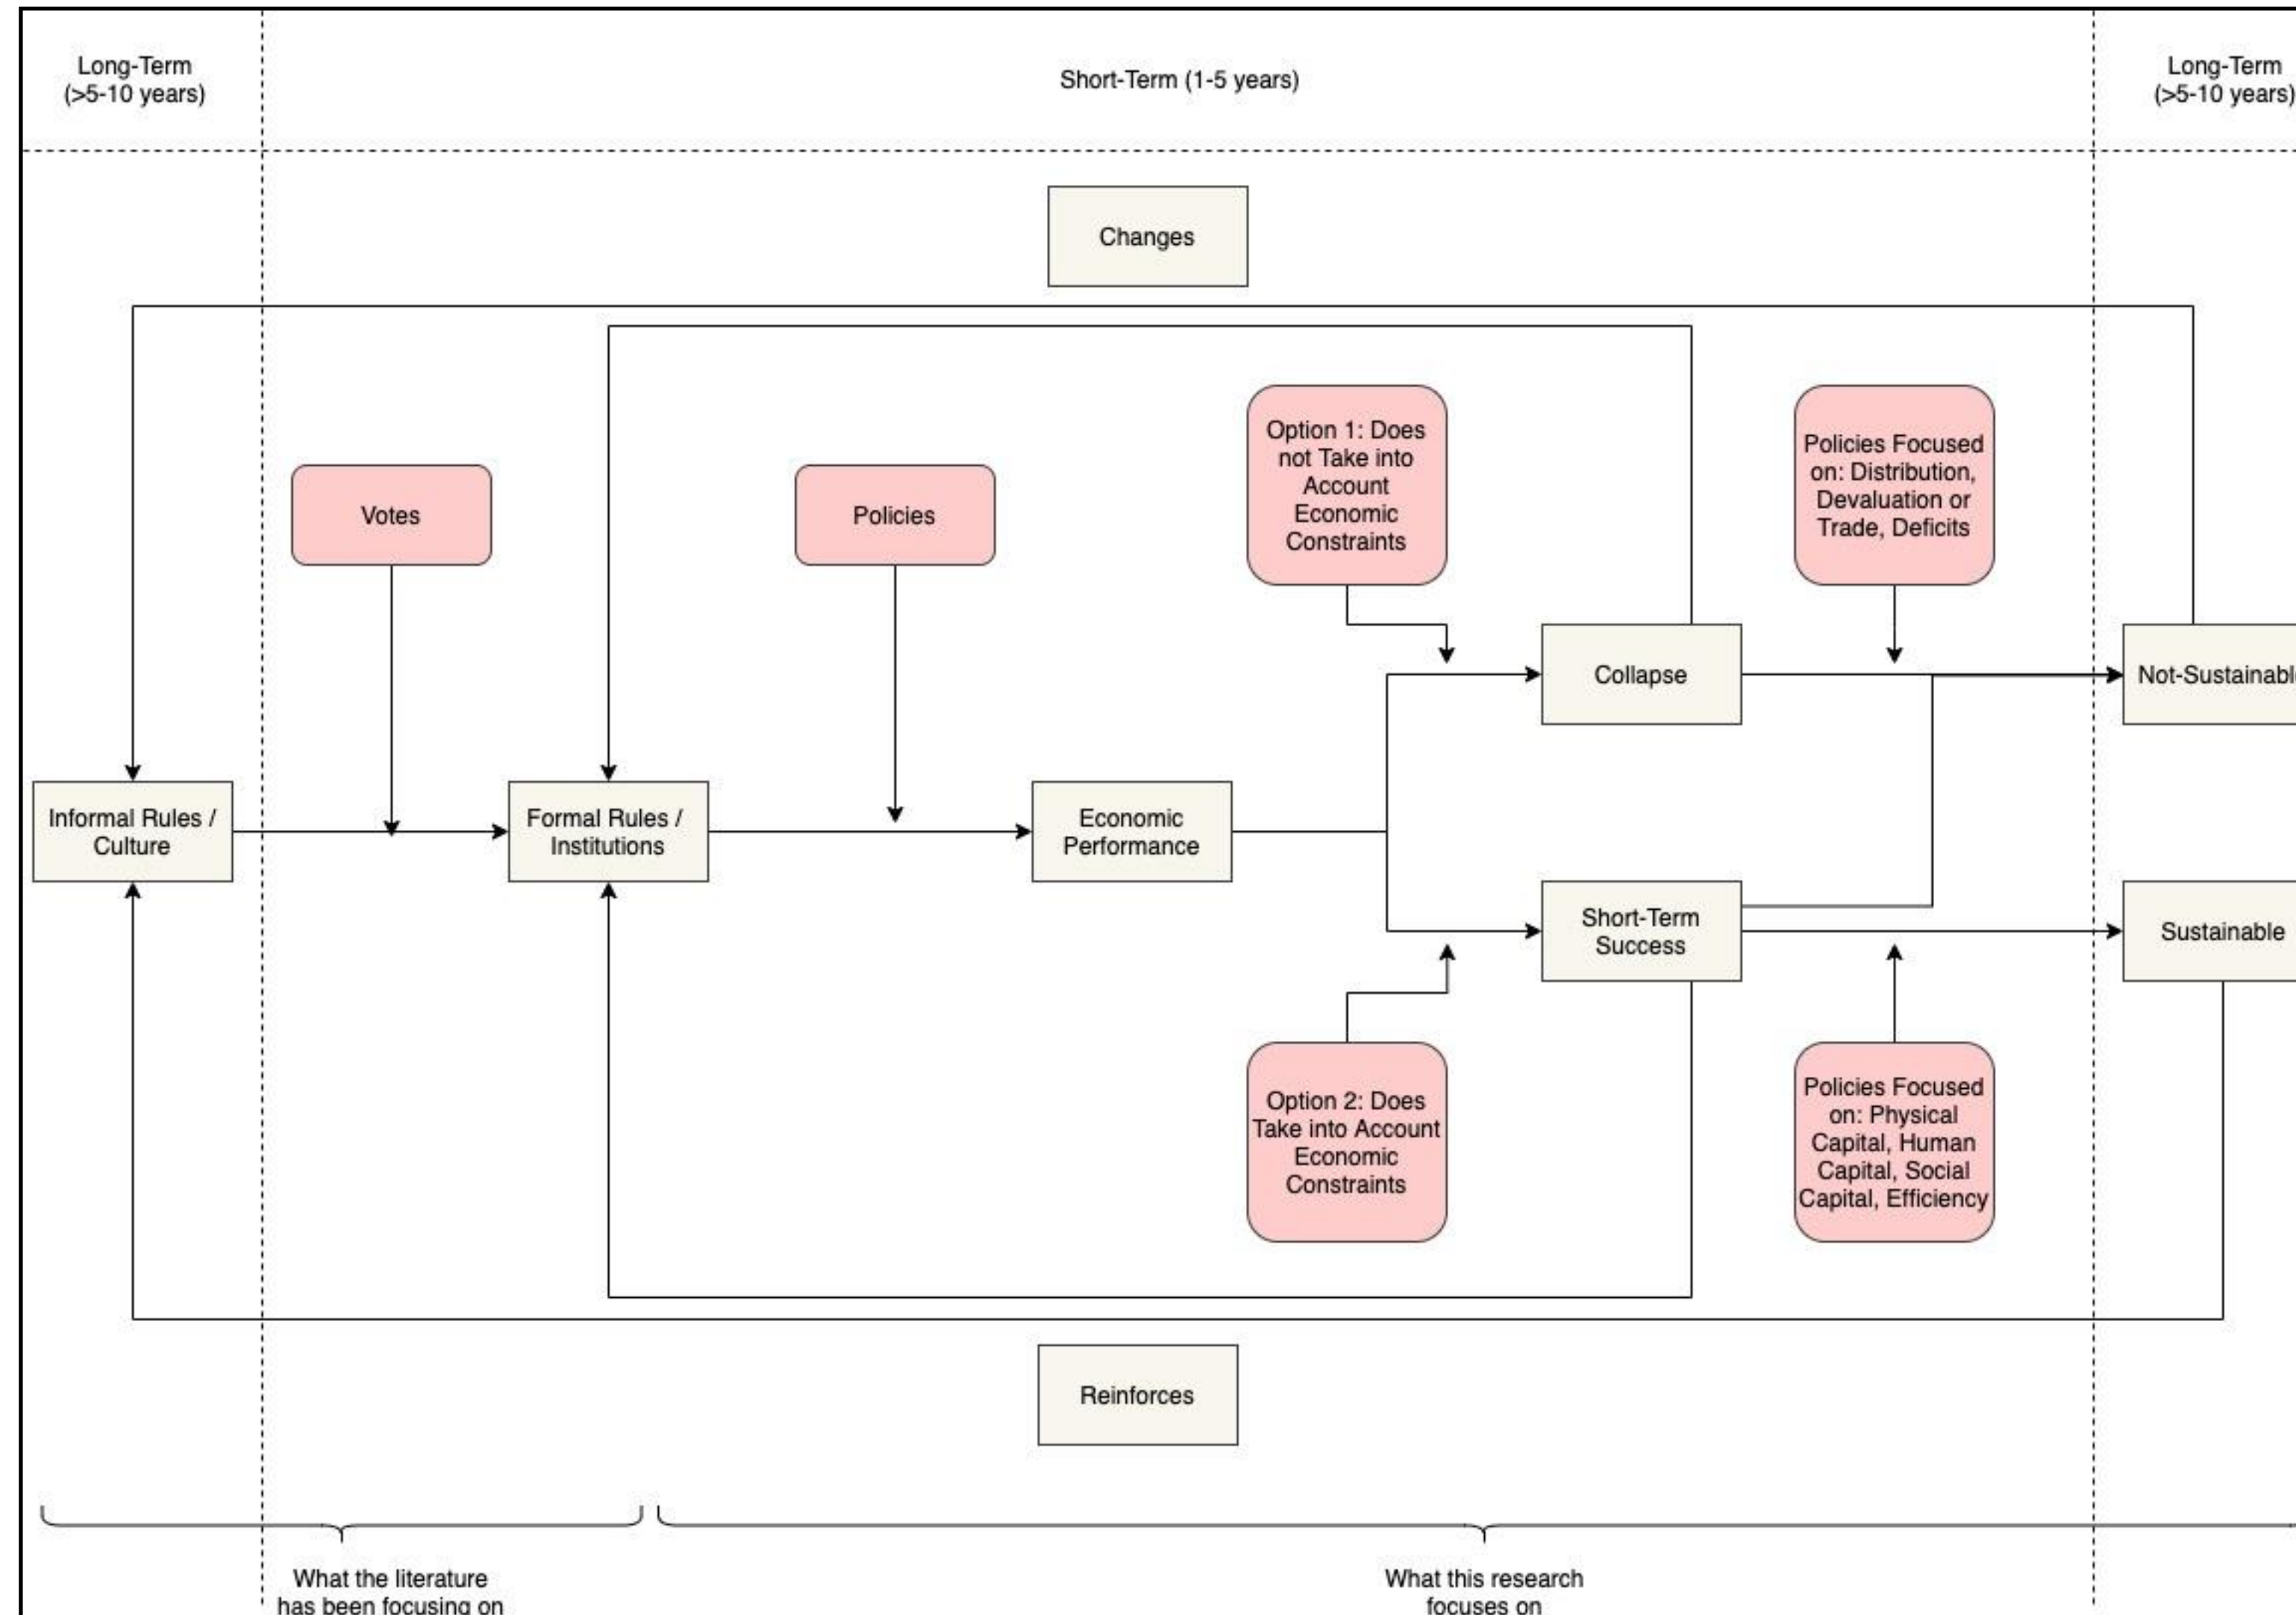 Long-Term
(>5-10 years)
Short-Term (1-5 years)
Long-Term
(>5-10 years)
Changes
Option 1: Does
not Take into
Account
Economic
Constraints
Policies Focused
on: Distribution,
Devaluation or
Trade, Deficits
Votes
Policies
Collapse
Not-Sustainabl
Informal Rules /
Culture
Formal Rules /
Institutions
Economic
Performance
Short-Term
Success
Sustainable
Option 2: Does
Take into Account
Economic
Constraints
Policies Focused
on: Physical
Capital, Human
Capital, Social
Capital, Efficiency
Reinforces
What the literature
has been focusing on
What this research
focuses on